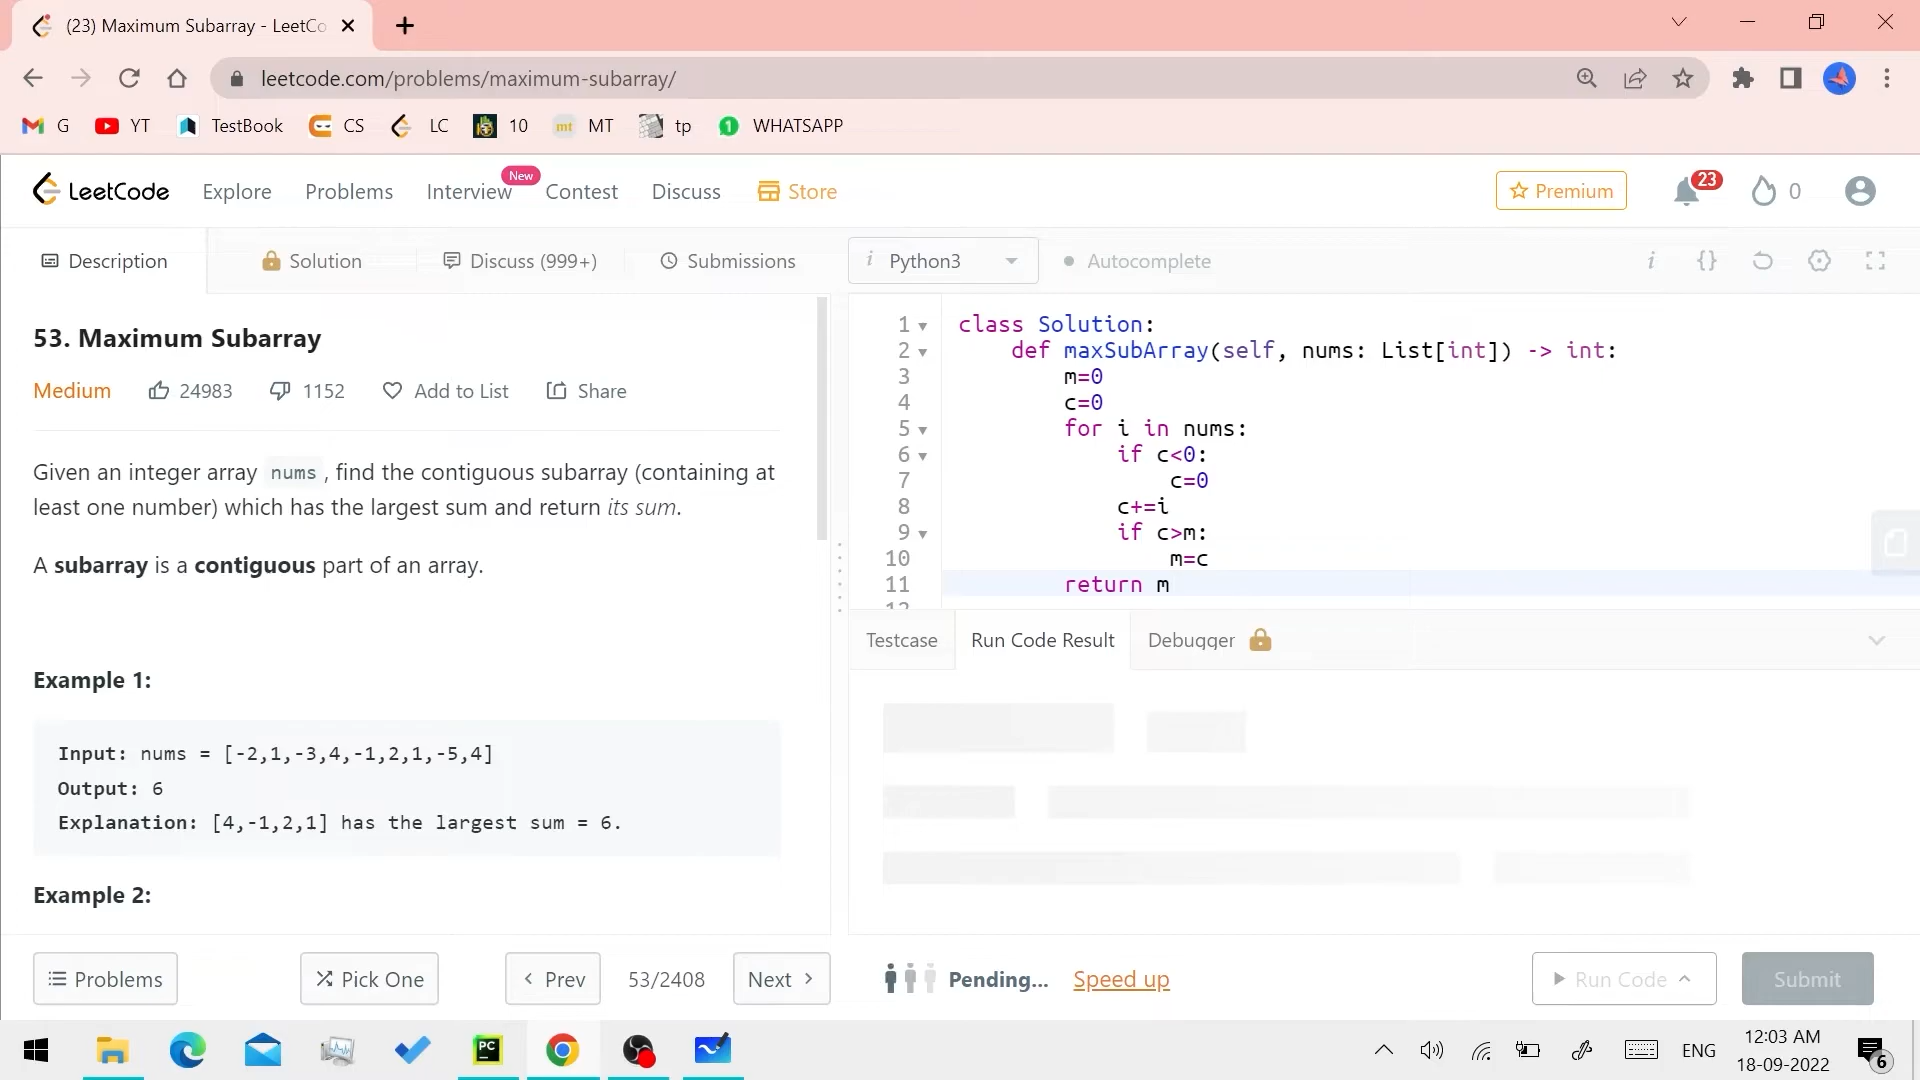 (23) Maximum Subarray - LeetCo
leetcode.com/problems/maximum-subarray/
G YT TestBook CS LC 10 mt MT tp 1 WHATSAPP
LeetCode Explore Problems Interview New Contest Discuss Store Premium 23 0
Description Solution Discuss (999+) Submissions i Python3 Autocomplete i {}
53. Maximum Subarray
Medium 24983 1152 Add to List Share
Given an integer array nums , find the contiguous subarray (containing at
least one number) which has the largest sum and return its sum.
A subarray is a contiguous part of an array.
Example 1:
Input: nums = [-2,1,-3,4,-1,2,1,-5,4]
Output: 6
Explanation: [4,-1,2,1] has the largest sum = 6.
Example 2:
1 class Solution:
2 def maxSubArray(self, nums: List[int]) -> int:
3 m=0
4 c=0
5 for i in nums:
6 if c<0:
7 c=0
8 c+=i
9 if c>m:
10 m=c
11 return m
12
Testcase Run Code Result Debugger
Problems Pick One Prev 53/2408 Next Pending... Speed up Run Code Submit
PC ENG 12:03 AM
18-09-2022 6